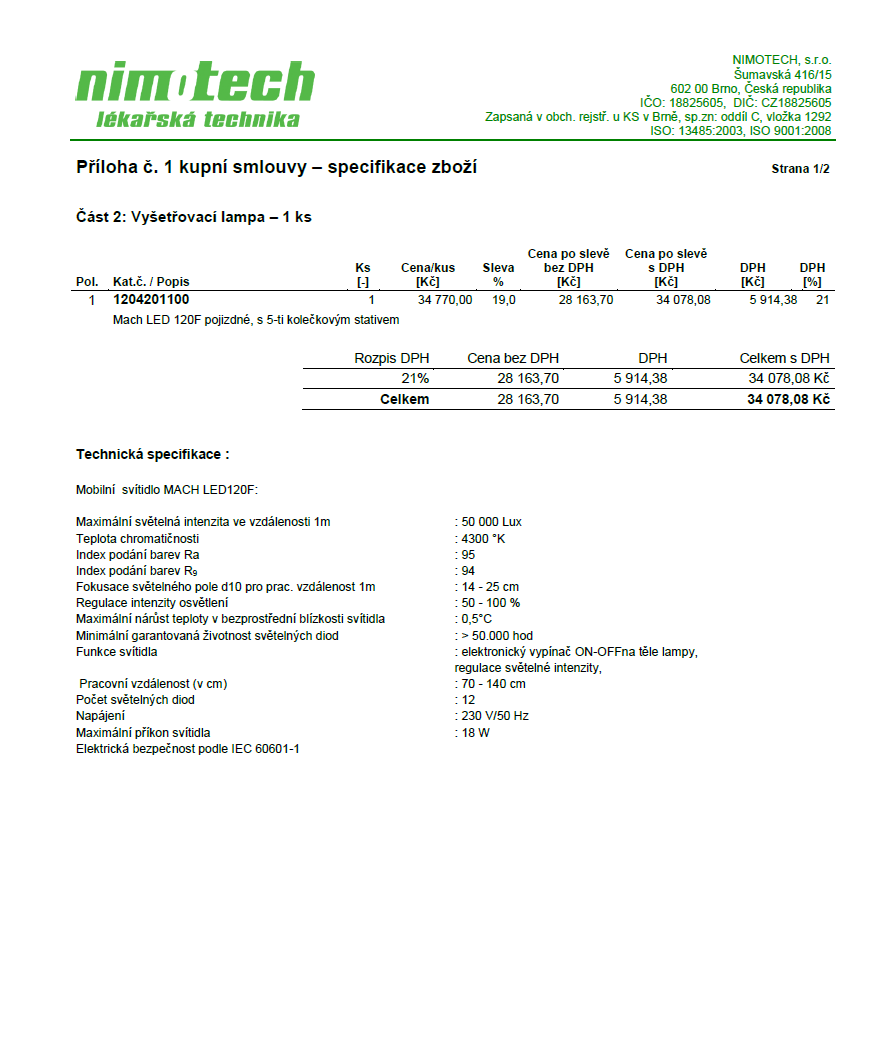 nimotech
lékařská technika
NIMOTECH, s.r.o.
Šumavská 416/15
602 00 Brno, Česká republika
IČO: 18825605, DIČ: CZ18825605
Zapsaná v obch. rejstř. u KS v Brně, sp.zn: oddíl C, vložka 1292
ISO: 13485:2003, ISO 9001:2008
Příloha č. 1 kupní smlouvy – specifikace zboží Strana 1/2
Část 2: Vyšetřovací lampa – 1 ks
Cena po slevě Cena po slevě
Ks Cena/kus Sleva bez DPH s DPH DPH DPH
Pol. Kat.č. / Popis [-] [Kč] % [Kč] [Kč] [Kč] [%]
1 1204201100 1 34 770,00 19,0 28 163,70 34 078,08 5 914,38 21
Mach LED 120F pojizdné, s 5-ti kolečkovým stativem
Rozpis DPH Cena bez DPH DPH Celkem s DPH
21% 28 163,70 5 914,38 34 078,08 Kč
Celkem 28 163,70 5 914,38 34 078,08 Kč
Technická specifikace :
Mobilní svítidlo MACH LED120F:
Maximální světelná intenzita ve vzdálenosti 1m : 50 000 Lux
Teplota chromatičnosti : 4300 °K
Index podání barev Ra : 95
Index podání barev R₉ : 94
Fokusace světelného pole d10 pro prac. vzdálenost 1m : 14 - 25 cm
Regulace intenzity osvětlení : 50 - 100 %
Maximální nárůst teploty v bezprostřední blízkosti svítidla : 0,5°C
Minimální garantovaná životnost světelných diod : > 50.000 hod
Funkce svítidla : elektronický vypínač ON-OFFna těle lampy,
regulace světelné intenzity,
Pracovní vzdálenost (v cm) : 70 - 140 cm
Počet světelných diod : 12
Napájení : 230 V/50 Hz
Maximální příkon svítidla : 18 W
Elektrická bezpečnost podle IEC 60601-1